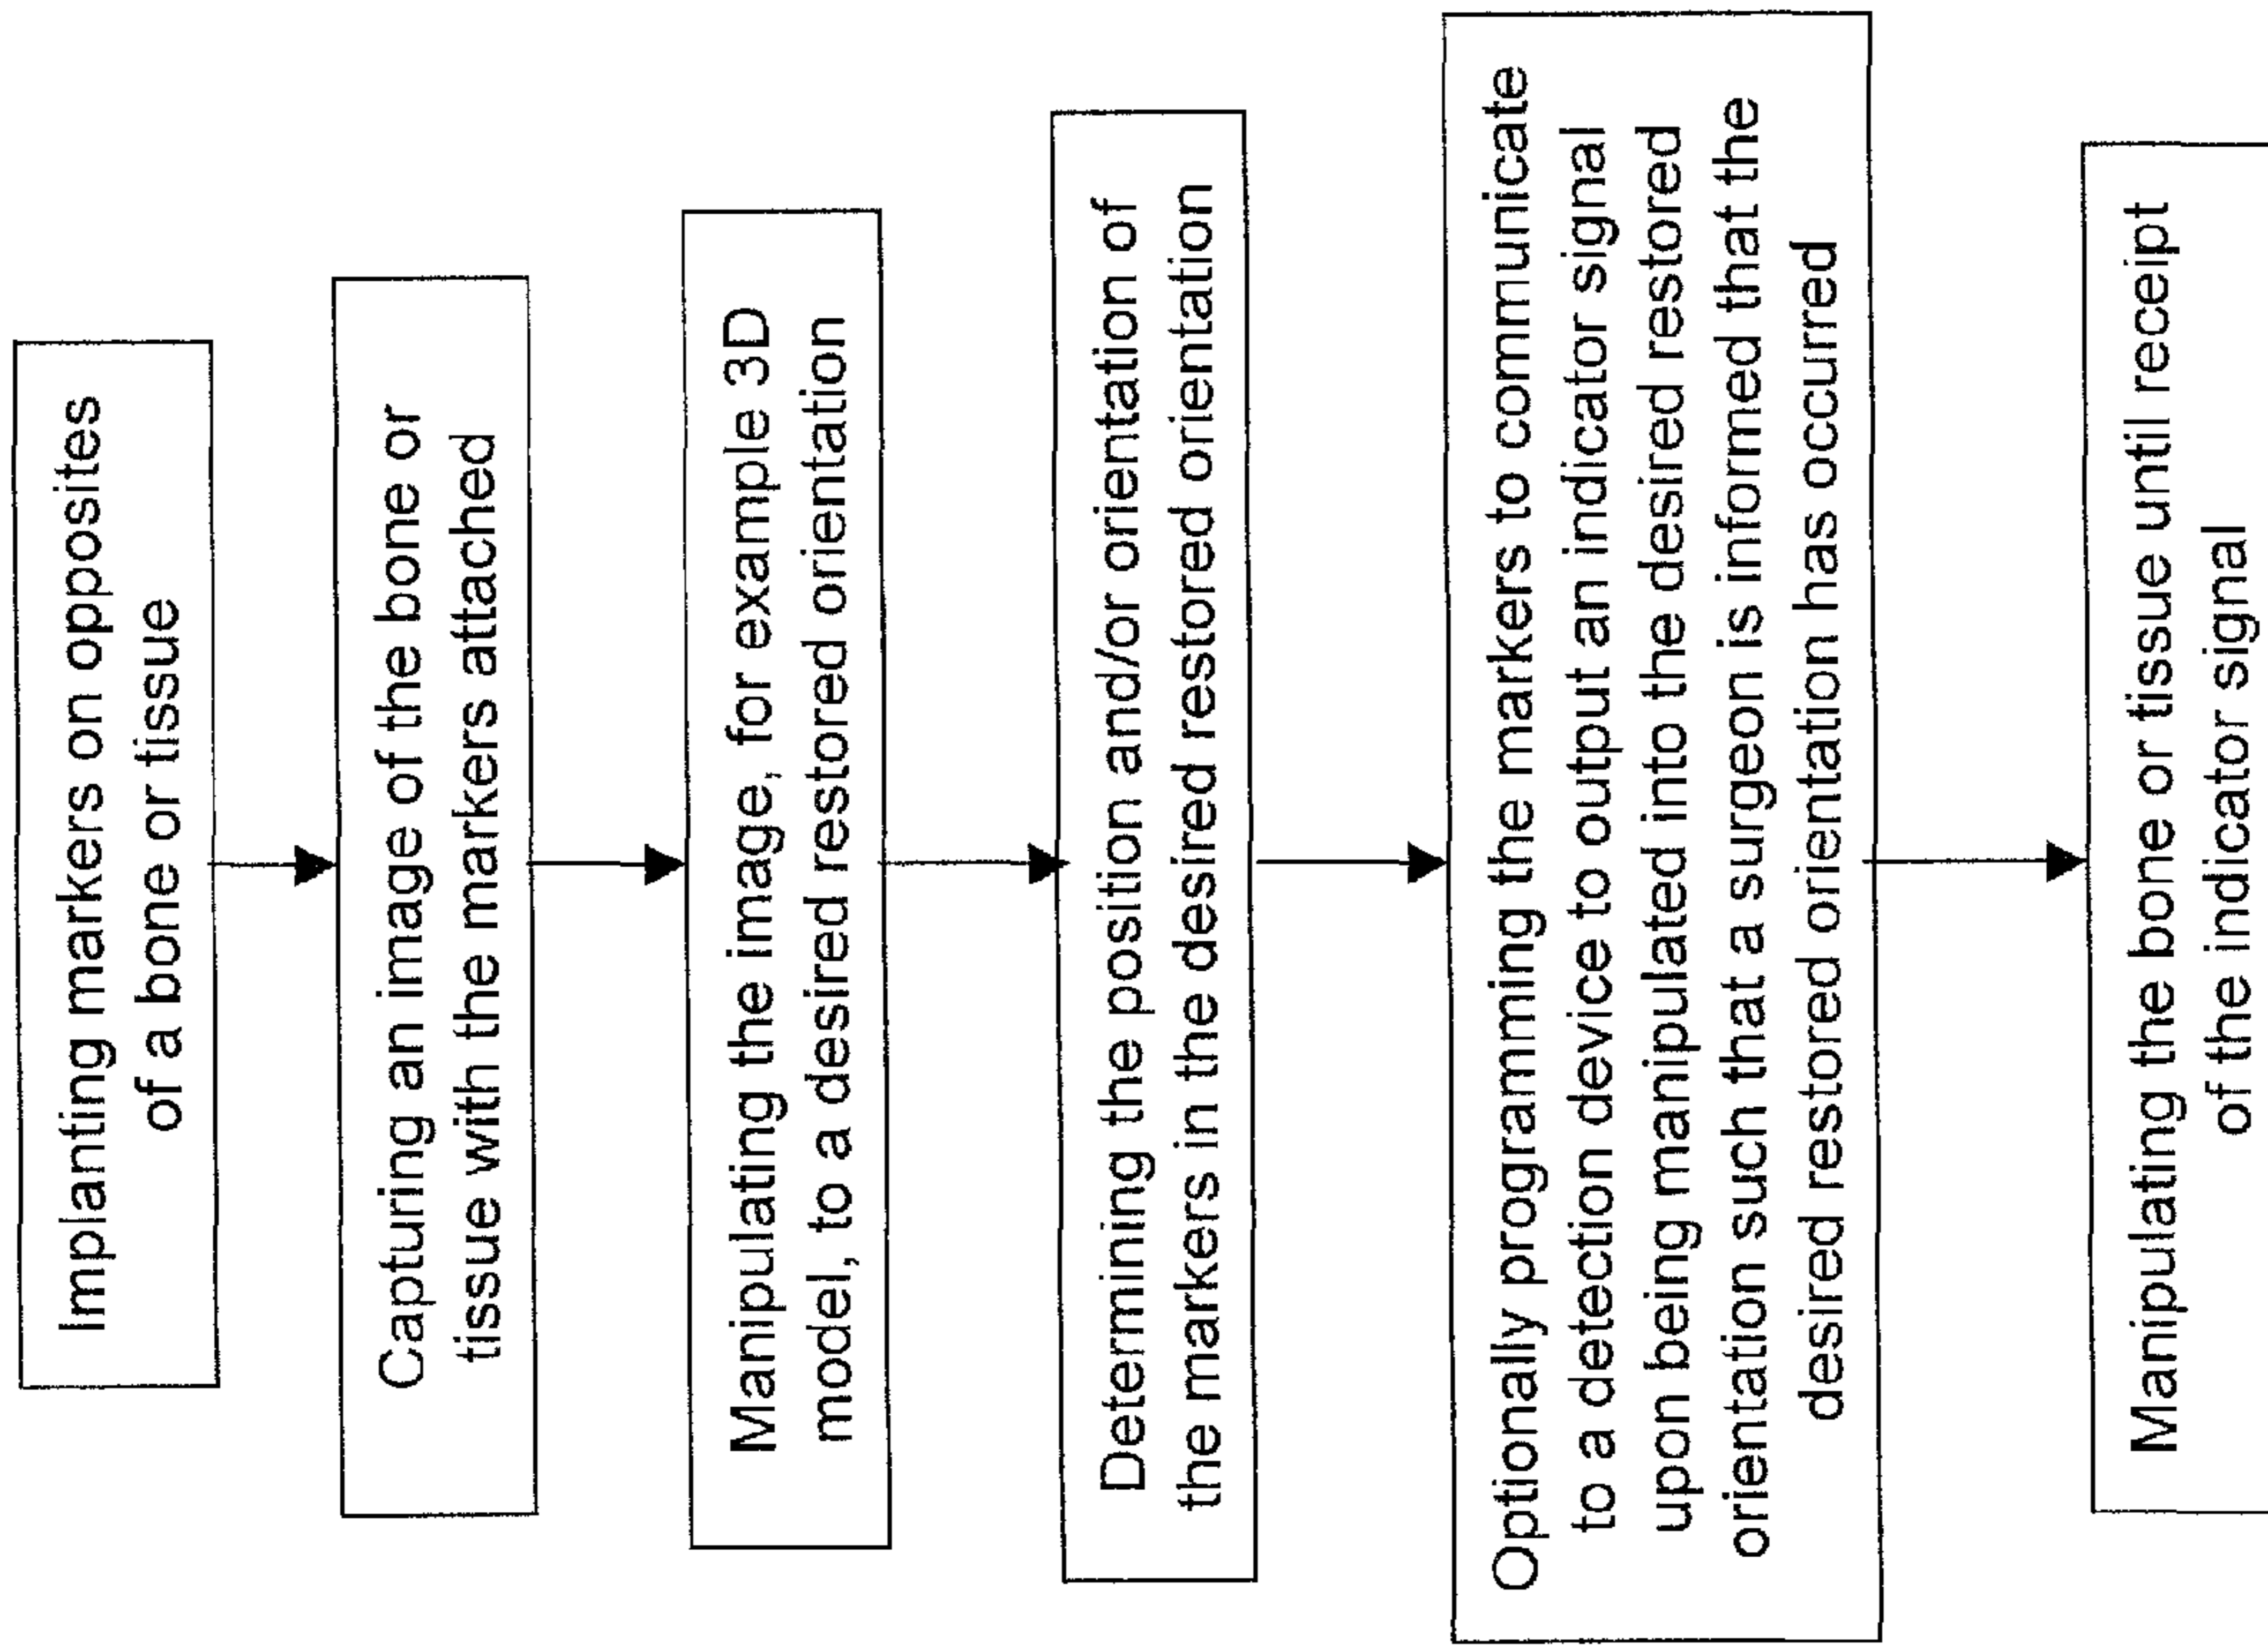 Implanting markers on opposites
of a bone or tissue
Capturing an image of the bone or
tissue with the markers attached
Manipulating the image, for example 3D
model, to a desired restored orientation
Determining the position and/or orientation of
the markers in the desired restored orientation
Optionally programming the markers to communicate
to a detection device to output an indicator signal
upon being manipulated into the desired restored
orientation such that a surgeon is informed that the
desired restored orientation has occurred
Manipulating the bone or tissue until receipt
of the indicator signal